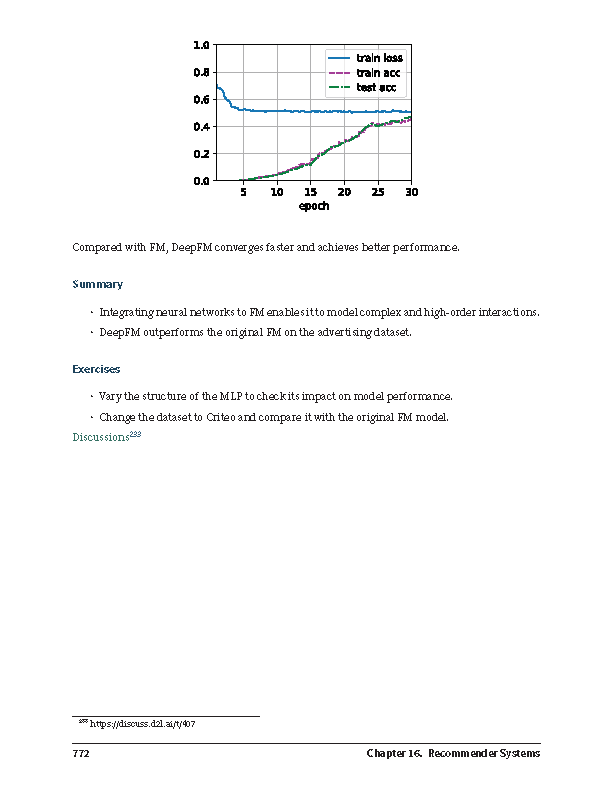 1.0
0.8
0.6
0.4
0.2
0.0
train loss
train acc
test acc
5 10 15 20 25 30
epoch
Compared with FM, DeepFM converges faster and achieves better performance.
Summary
• Integrating neural networks to FM enables it to model complex and high-order interactions.
• DeepFM outperforms the original FM on the advertising dataset.
Exercises
• Vary the structure of the MLP to check its impact on model performance.
• Change the dataset to Criteo and compare it with the original FM model.
Discussions233
233 https://discuss.d2l.ai/t/407
772 Chapter 16. Recommender Systems